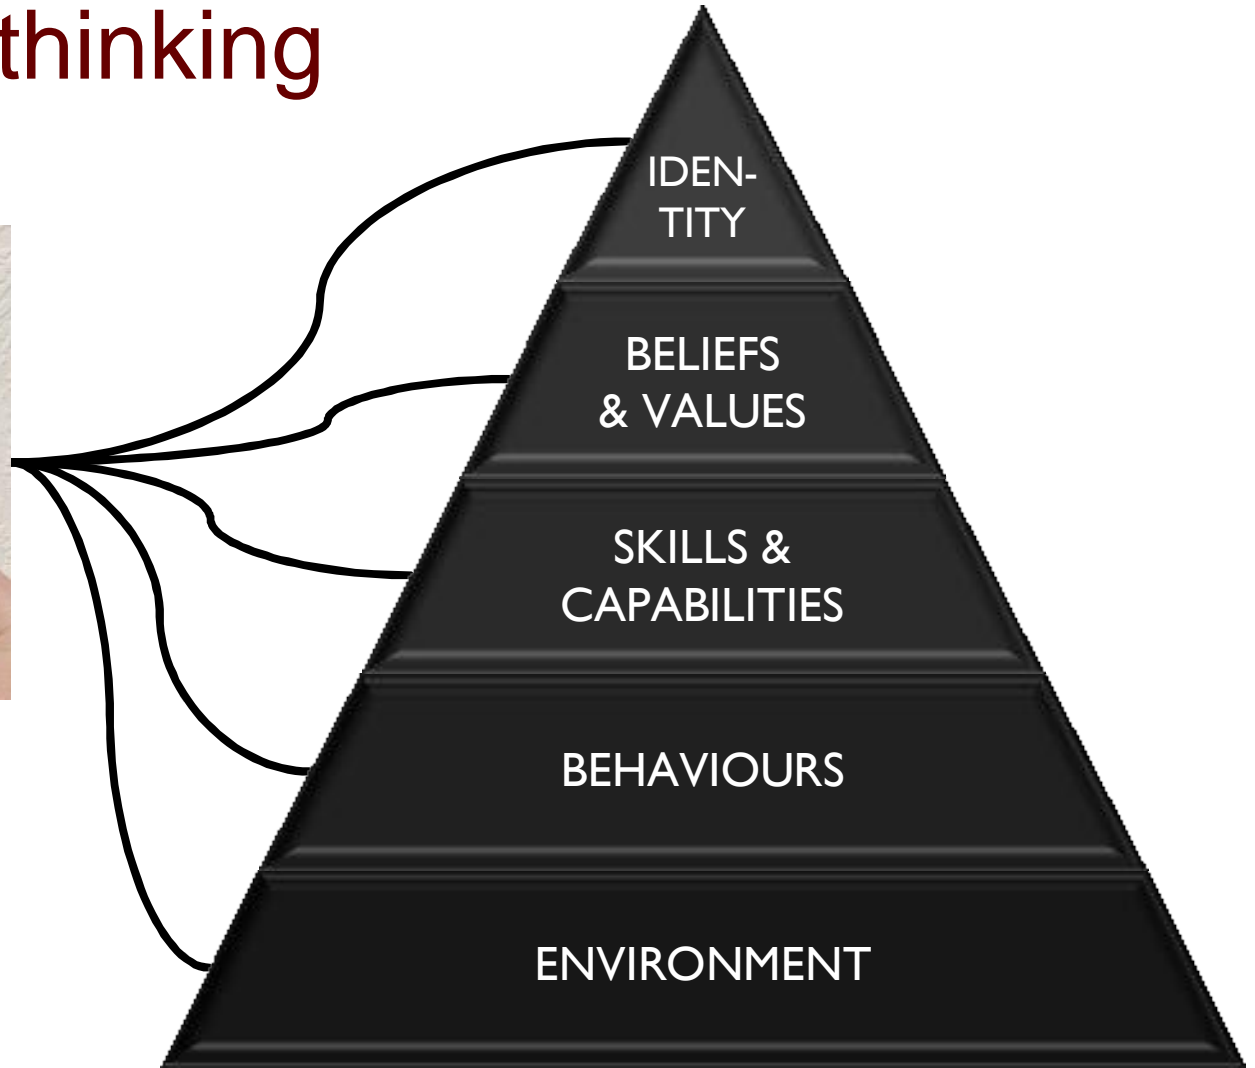 thinking
IDEN-
TITY
BELIEFS
& VALUES
SKILLS &
CAPABILITIES
BEHAVIOURS
ENVIRONMENT